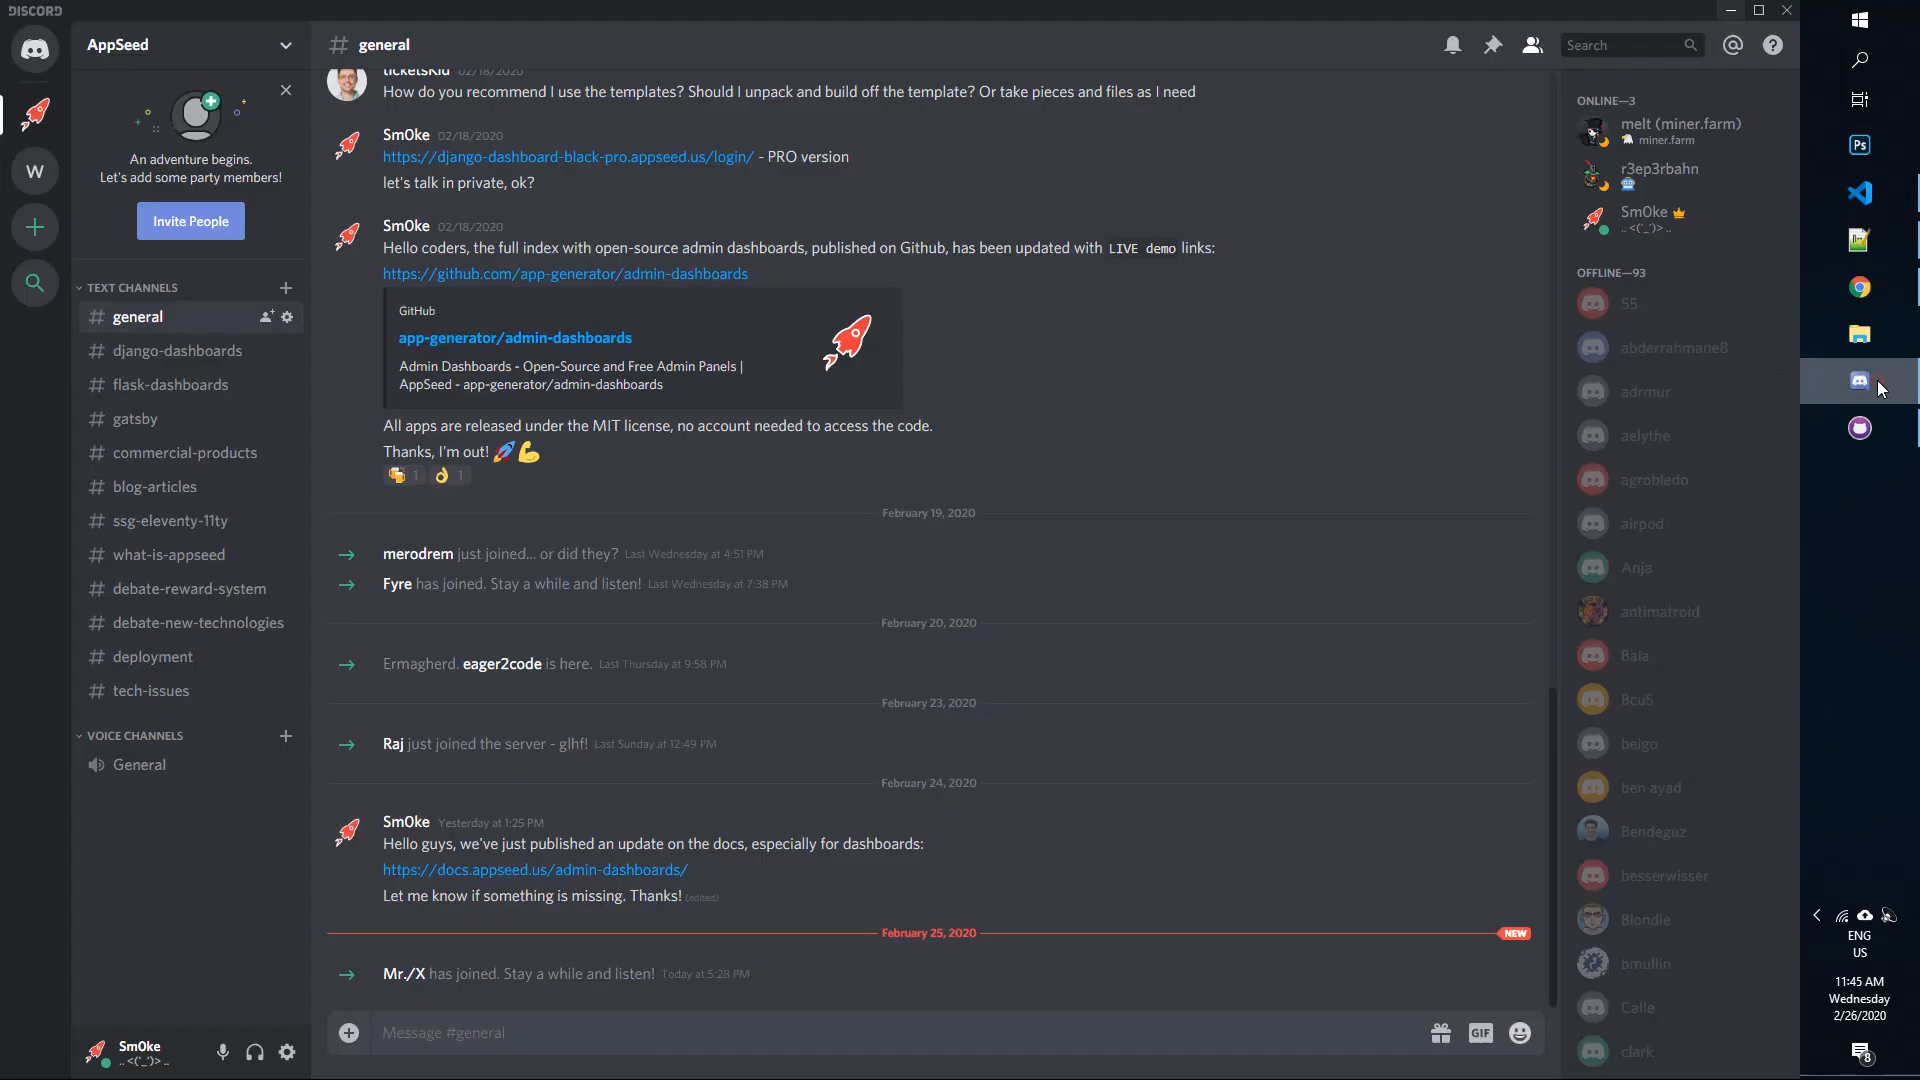 DISCORD
AppSeed
An adventure begins.
Let's add some party members!
Invite People
TEXT CHANNELS
general
django-dashboards
flask-dashboards
gatsby
commercial-products
blog-articles
ssg-eleventy-11ty
what-is-appseed
debate-reward-system
debate-new-technologies
deployment
tech-issues
VOICE CHANNELS
General
Sm0ke
.. <('_')> ..
W
# general
Search
ticketsKid 02/18/2020
How do you recommend I use the templates? Should I unpack and build off the template? Or take pieces and files as I need
Sm0ke 02/18/2020
https://django-dashboard-black-pro.appseed.us/login/ - PRO version
let's talk in private, ok?
Sm0ke 02/18/2020
Hello coders, the full index with open-source admin dashboards, published on Github, has been updated with LIVE demo links:
https://github.com/app-generator/admin-dashboards
GitHub
app-generator/admin-dashboards
Admin Dashboards - Open-Source and Free Admin Panels |
AppSeed - app-generator/admin-dashboards
All apps are released under the MIT license, no account needed to access the code.
Thanks, I'm out! 🚀💪
1 1
February 19, 2020
merodrem just joined... or did they? Last Wednesday at 4:51 PM
Fyre has joined. Stay a while and listen! Last Wednesday at 7:38 PM
February 20, 2020
Ermagherd. eager2code is here. Last Thursday at 9:58 PM
February 23, 2020
Raj just joined the server - glhf! Last Sunday at 12:49 PM
February 24, 2020
Sm0ke Yesterday at 1:25 PM
Hello guys, we've just published an update on the docs, especially for dashboards:
https://docs.appseed.us/admin-dashboards/
Let me know if something is missing. Thanks! (edited)
February 25, 2020 NEW
Mr./X has joined. Stay a while and listen! Today at 5:28 PM
Message #general
GIF
ONLINE—3
melt (miner.farm)
miner.farm
r3ep3rbahn
Sm0ke
.. <('_')> ..
OFFLINE—93
55
abderrahmane8
adrmur
aelythe
agrobledo
airpod
Anja
antimatroid
Bala
BcuS
beigo
ben ayad
Bendeguz
besserwisser
Blondie
bmullin
Calle
clark
Ps
ENG
US
11:45 AM
Wednesday
2/26/2020
8